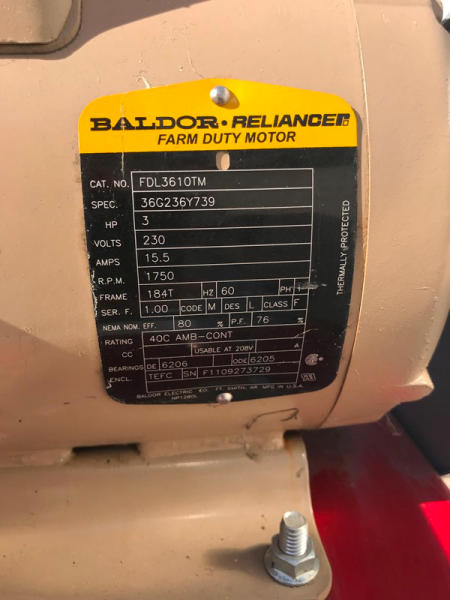 BALDOR • RELIANCE
FARM DUTY MOTOR
CAT. NO. FDL3610TM
SPEC. 36G236Y739
HP 3
VOLTS 230
AMPS 15.5
R.P.M. 1750
FRAME 184T HZ 60 PH 1
SER. F. 1.00 CODE M DES L CLASS F
NEMA NOM. EFF. 80 % P.F. 76 %
RATING 40C AMB-CONT
CC USABLE AT 208V A
BEARINGS DE 6206 ODE 6205
ENCL. TEFC SN F1109273729
BALDOR ELECTRIC CO. FT. SMITH, AR MFG IN U.S.A.
NP1280L
THERMALLY PROTECTED